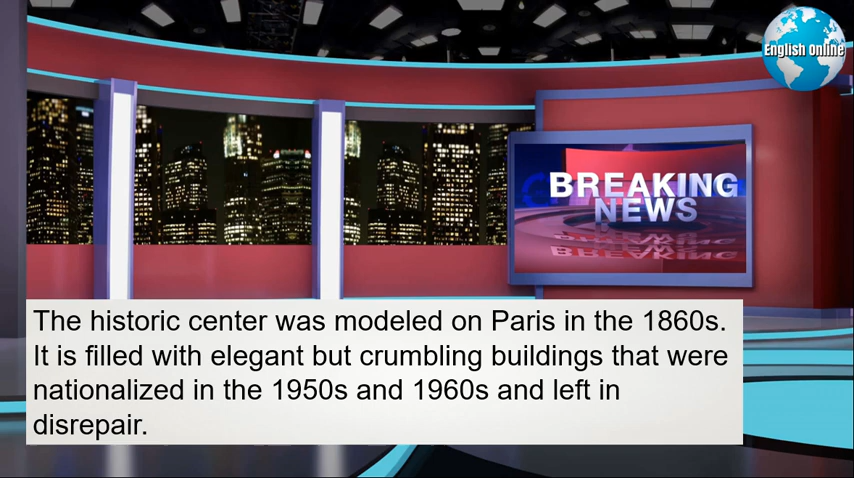 English Online
BREAKING
NEWS
The historic center was modeled on Paris in the 1860s.
It is filled with elegant but crumbling buildings that were
nationalized in the 1950s and 1960s and left in
disrepair.